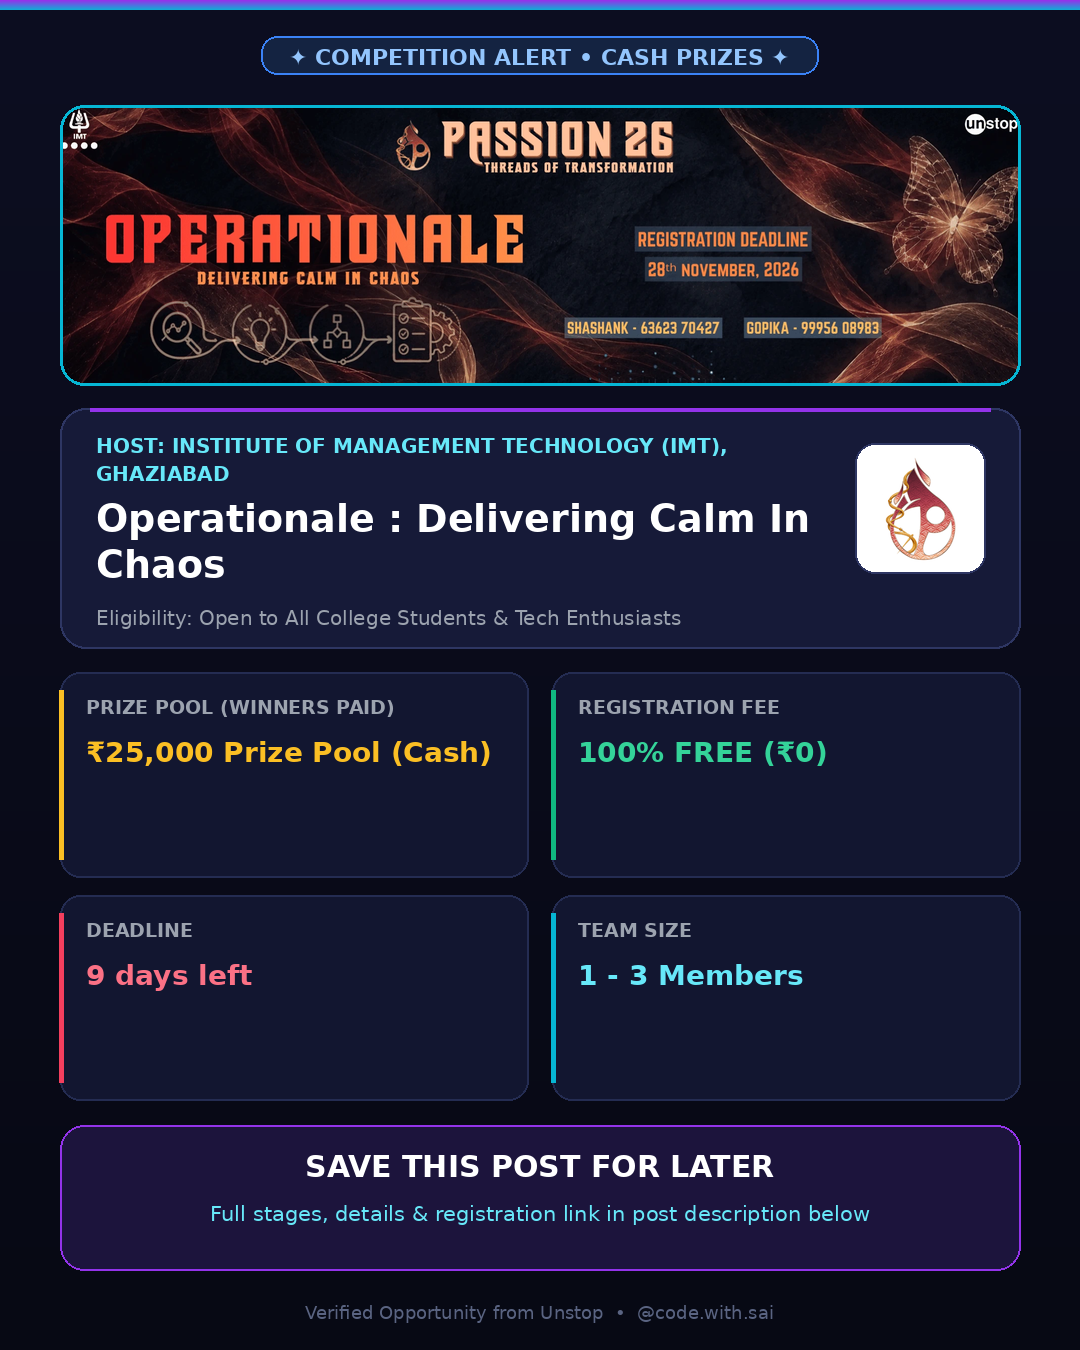 ✦ COMPETITION ALERT • CASH PRIZES ✦
IMT
unstop
PASSION 26
THREADS OF TRANSFORMATION
OPERATIONALE
DELIVERING CALM IN CHAOS
REGISTRATION DEADLINE
28th NOVEMBER, 2026
SHASHANK - 63623 70427 GOPIKA - 99956 08983
HOST: INSTITUTE OF MANAGEMENT TECHNOLOGY (IMT),
GHAZIABAD
Operationale : Delivering Calm In
Chaos
Eligibility: Open to All College Students & Tech Enthusiasts
PRIZE POOL (WINNERS PAID)
₹25,000 Prize Pool (Cash)
REGISTRATION FEE
100% FREE (₹0)
DEADLINE
9 days left
TEAM SIZE
1 - 3 Members
SAVE THIS POST FOR LATER
Full stages, details & registration link in post description below
Verified Opportunity from Unstop • @code.with.sai